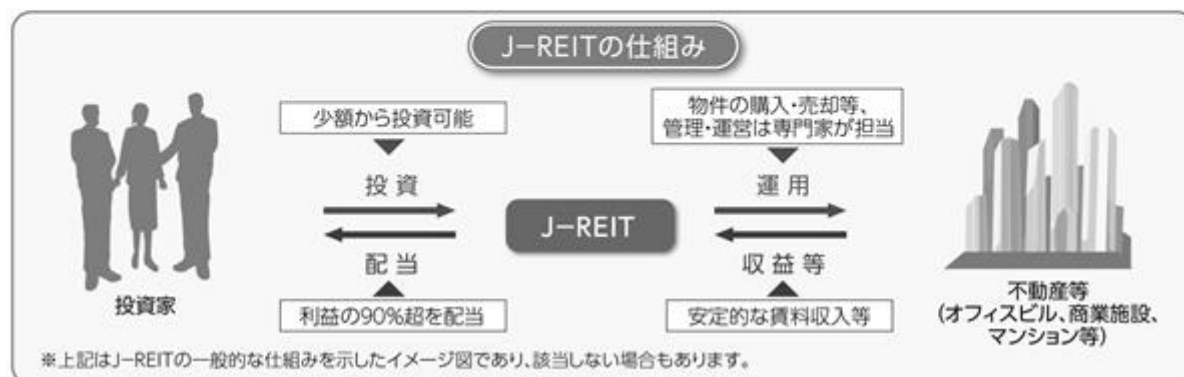 J-REITの仕組み
少額から投資可能
投資
配当
利益の90%超を配当
投資家
J-REIT
物件の購入・売却等、
管理・運営は専門家が担当
運用
収益等
安定的な賃料収入等
不動産等
(オフィスビル、商業施設、
マンション等)
※上記はJ-REITの一般的な仕組みを示したイメージ図であり、該当しない場合もあります。